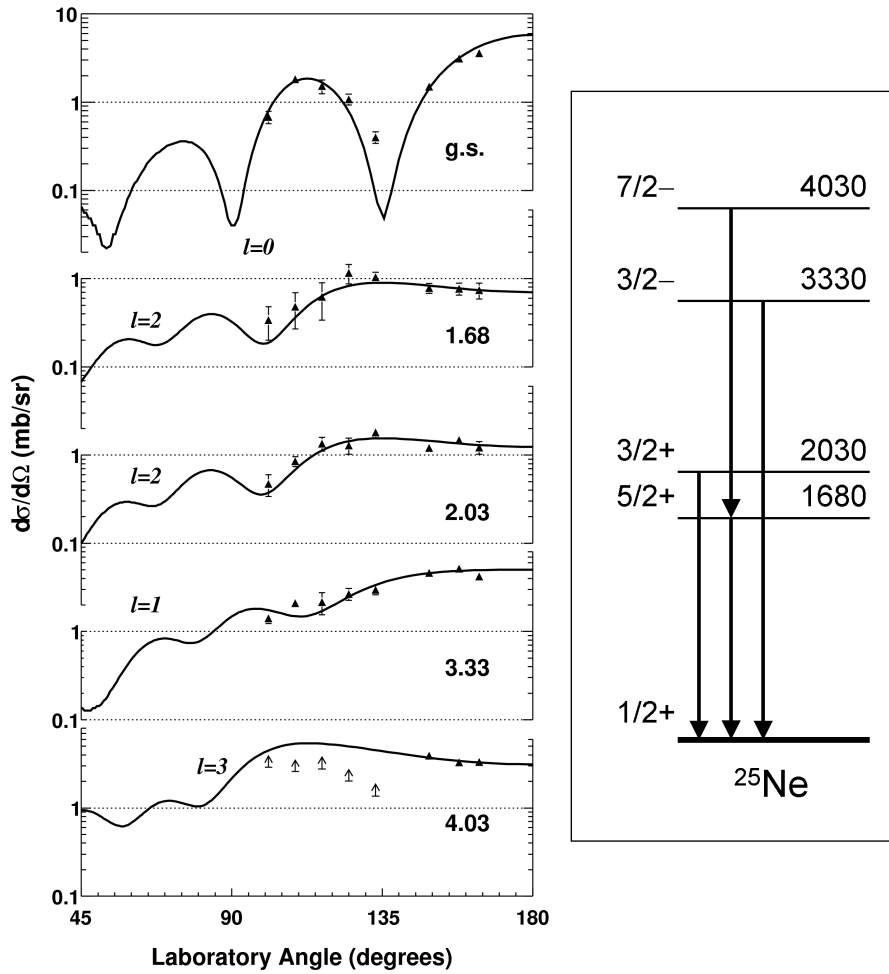 dσ/dΩ (mb/sr)
10
1
0.1
g.s.
l=0
1
0.1
l=2
1.68
1
0.1
l=2
2.03
1
0.1
l=1
3.33
1
0.1
l=3
4.03
45
90
135
180
Laboratory Angle (degrees)
7/2− 4030
3/2− 3330
3/2+ 2030
5/2+ 1680
1/2+
²⁵Ne